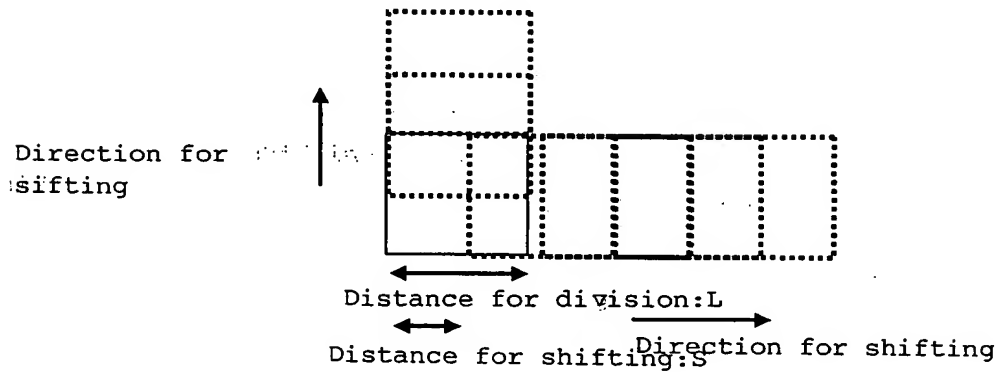 Direction for
sifting
Distance for division:L
Distance for shifting:S
Direction for shifting